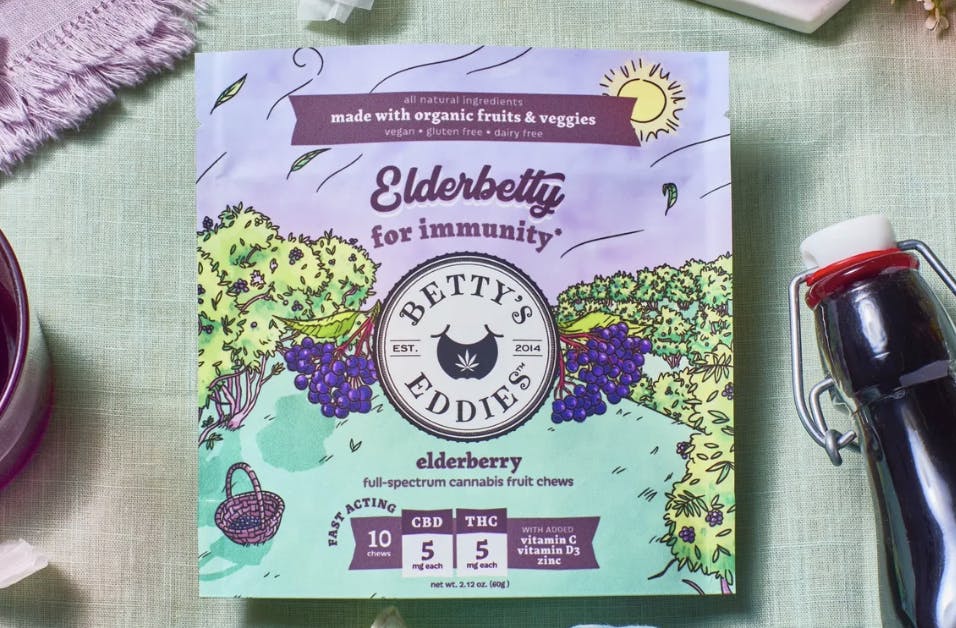 all natural ingredients
made with organic fruits & veggies
vegan • gluten free • dairy free
Elderbetty
for immunity*
BETTY'S
EST. 2014
EDDIES™
elderberry
full-spectrum cannabis fruit chews
FAST ACTING
10
chews
CBD
5
mg each
THC
5
mg each
WITH ADDED
vitamin C
vitamin D3
zinc
net wt. 2.12 oz. (60g)